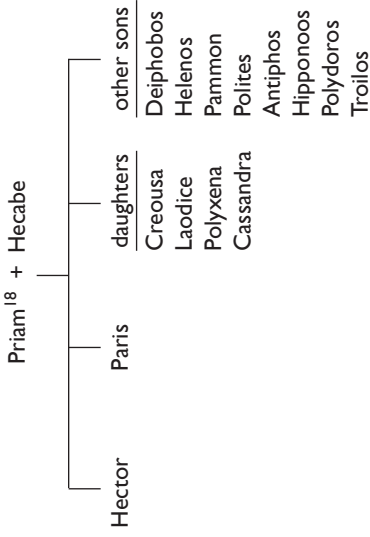 Priam18 + Hecabe
Hector
Paris
daughters
Creousa
Laodice
Polyxena
Cassandra
other sons
Deiphobos
Helenos
Pammon
Polites
Antiphos
Hipponoos
Polydoros
Troilos